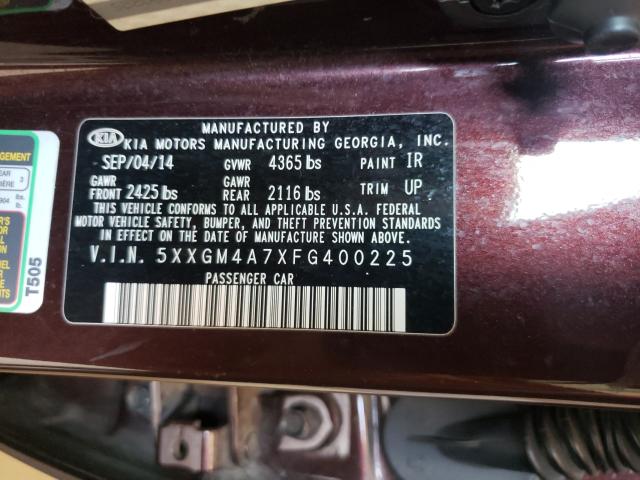 MANUFACTURED BY
KIA KIA MOTORS MANUFACTURING GEORGIA, INC.
SEP/04/14 GVWR 4365 lbs PAINT IR
GAWR GAWR
FRONT 2425 lbs REAR 2116 lbs TRIM UP
THIS VEHICLE CONFORMS TO ALL APPLICABLE U.S.A. FEDERAL
MOTOR VEHICLE SAFETY, BUMPER, AND THEFT PREVENTION STANDARDS
IN EFFECT ON THE DATE OF MANUFACTURE SHOWN ABOVE.
V.I.N. 5XXGM4A7XFG400225
PASSENGER CAR
T505